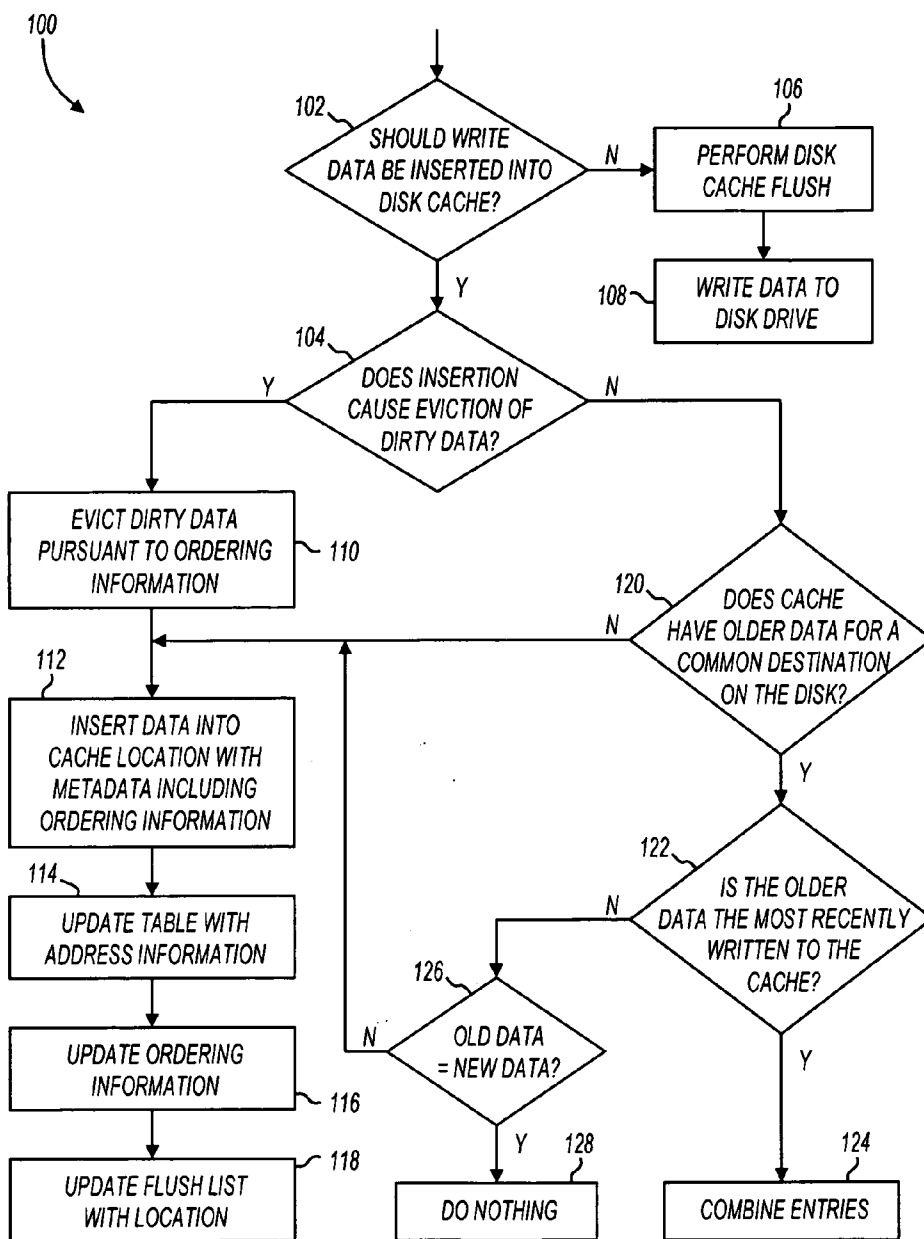 100
102
SHOULD WRITE
DATA BE INSERTED INTO
DISK CACHE?
N
106
PERFORM DISK
CACHE FLUSH
108
WRITE DATA TO
DISK DRIVE
Y
104
DOES INSERTION
CAUSE EVICTION OF
DIRTY DATA?
Y
N
EVICT DIRTY DATA
PURSUANT TO ORDERING
INFORMATION
110
120
DOES CACHE
HAVE OLDER DATA FOR A
COMMON DESTINATION
ON THE DISK?
N
Y
112
INSERT DATA INTO
CACHE LOCATION WITH
METADATA INCLUDING
ORDERING INFORMATION
122
IS THE OLDER
DATA THE MOST RECENTLY
WRITTEN TO THE
CACHE?
N
Y
114
UPDATE TABLE WITH
ADDRESS INFORMATION
126
OLD DATA
= NEW DATA?
N
Y
UPDATE ORDERING
INFORMATION
116
UPDATE FLUSH LIST
WITH LOCATION
118
128
DO NOTHING
124
COMBINE ENTRIES